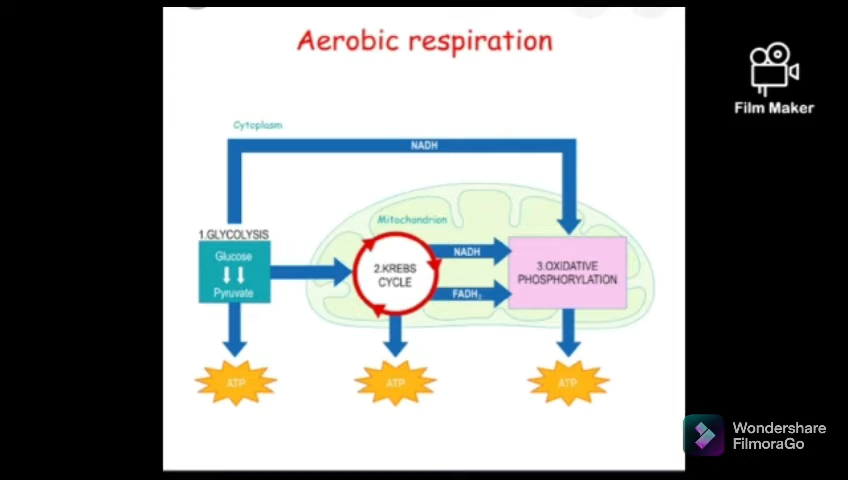 Aerobic respiration
Film Maker
Cytoplasm
NADH
Mitochondrion
1.GLYCOLYSIS
Glucose
Pyruvate
2.KREBS
CYCLE
NADH
FADH₂
3.OXIDATIVE
PHOSPHORYLATION
ATP
ATP
ATP
Wondershare
FilmoraGo